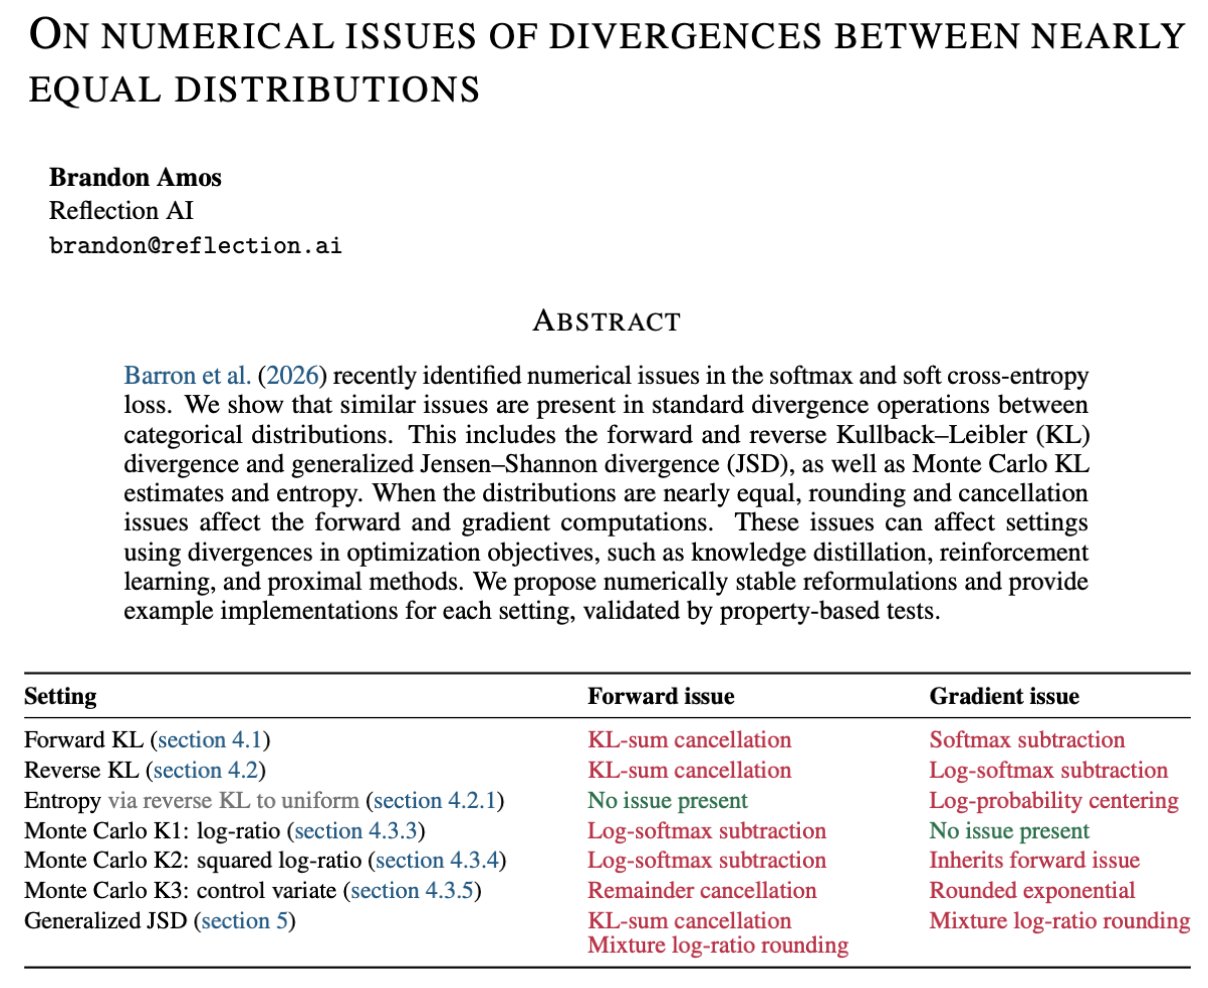 ON NUMERICAL ISSUES OF DIVERGENCES BETWEEN NEARLY
EQUAL DISTRIBUTIONS
Brandon Amos
Reflection AI
brandon@reflection.ai
ABSTRACT
Barron et al. (2026) recently identified numerical issues in the softmax and soft cross-entropy
loss. We show that similar issues are present in standard divergence operations between
categorical distributions. This includes the forward and reverse Kullback–Leibler (KL)
divergence and generalized Jensen–Shannon divergence (JSD), as well as Monte Carlo KL
estimates and entropy. When the distributions are nearly equal, rounding and cancellation
issues affect the forward and gradient computations. These issues can affect settings
using divergences in optimization objectives, such as knowledge distillation, reinforcement
learning, and proximal methods. We propose numerically stable reformulations and provide
example implementations for each setting, validated by property-based tests.
Setting Forward issue Gradient issue
Forward KL (section 4.1) KL-sum cancellation Softmax subtraction
Reverse KL (section 4.2) KL-sum cancellation Log-softmax subtraction
Entropy via reverse KL to uniform (section 4.2.1) No issue present Log-probability centering
Monte Carlo K1: log-ratio (section 4.3.3) Log-softmax subtraction No issue present
Monte Carlo K2: squared log-ratio (section 4.3.4) Log-softmax subtraction Inherits forward issue
Monte Carlo K3: control variate (section 4.3.5) Remainder cancellation Rounded exponential
Generalized JSD (section 5) KL-sum cancellation Mixture log-ratio rounding
Mixture log-ratio rounding